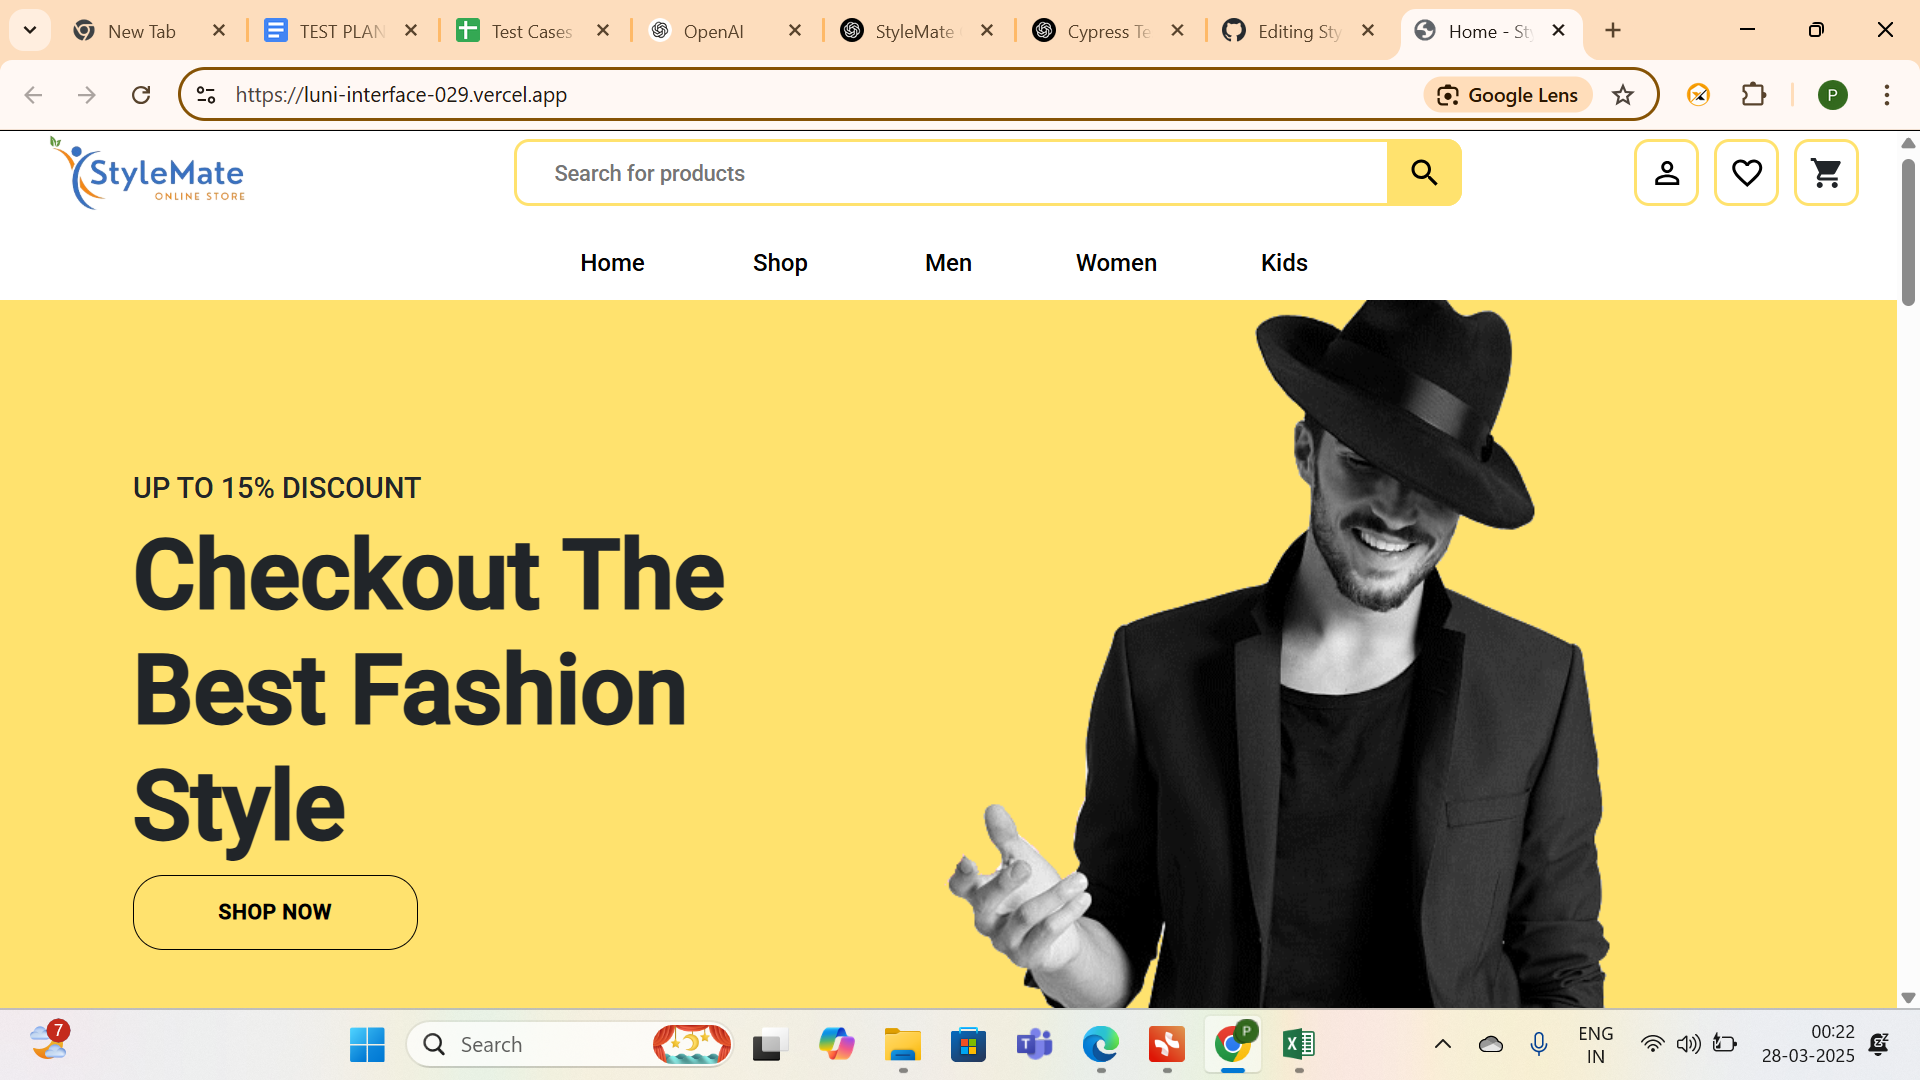 New Tab
TEST PLAN
Test Cases
OpenAI
StyleMate
Cypress Te
Editing Sty
Home - St
https://luni-interface-029.vercel.app
Google Lens
P
StyleMate
ONLINE STORE
Search for products
Home
Shop
Men
Women
Kids
UP TO 15% DISCOUNT
Checkout The
Best Fashion
Style
SHOP NOW
7
Search
P
ENG
IN
00:22
28-03-2025